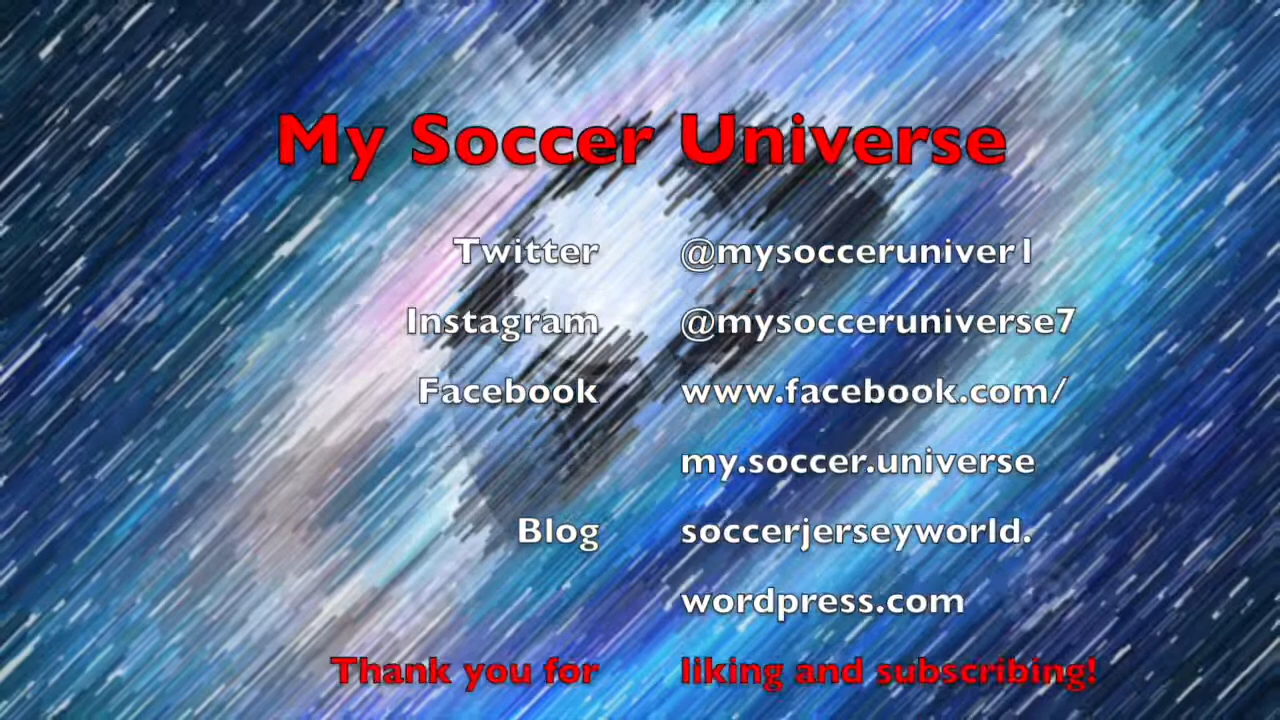 My Soccer Universe
Twitter @mysocceruniver1
Instagram @mysocceruniverse7
Facebook www.facebook.com/
my.soccer.universe
Blog soccerjerseyworld.
wordpress.com
Thank you for liking and subscribing!